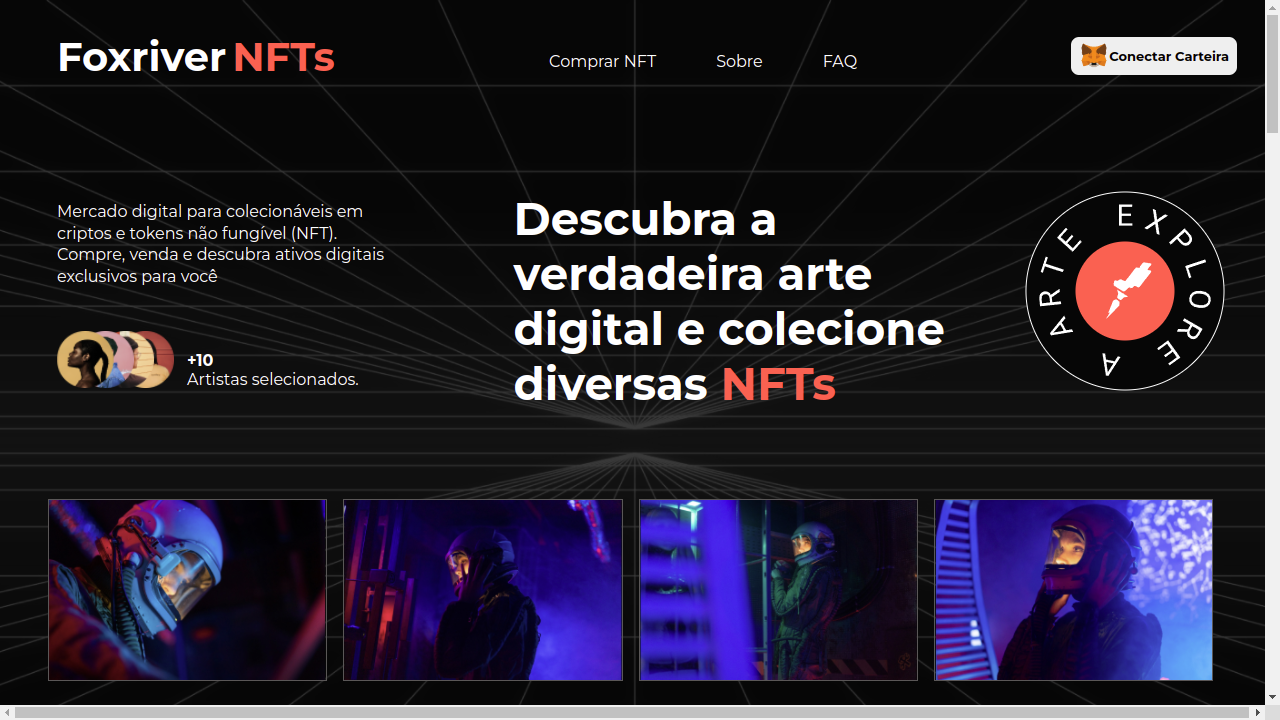 Foxriver NFTs
Comprar NFT
Sobre
FAQ
Conectar Carteira
Mercado digital para colecionáveis em
criptos e tokens não fungível (NFT).
Compre, venda e descubra ativos digitais
exclusivos para você
+10
Artistas selecionados.
Descubra a
verdadeira arte
digital e colecione
diversas NFTs
EXPLORE A ARTE